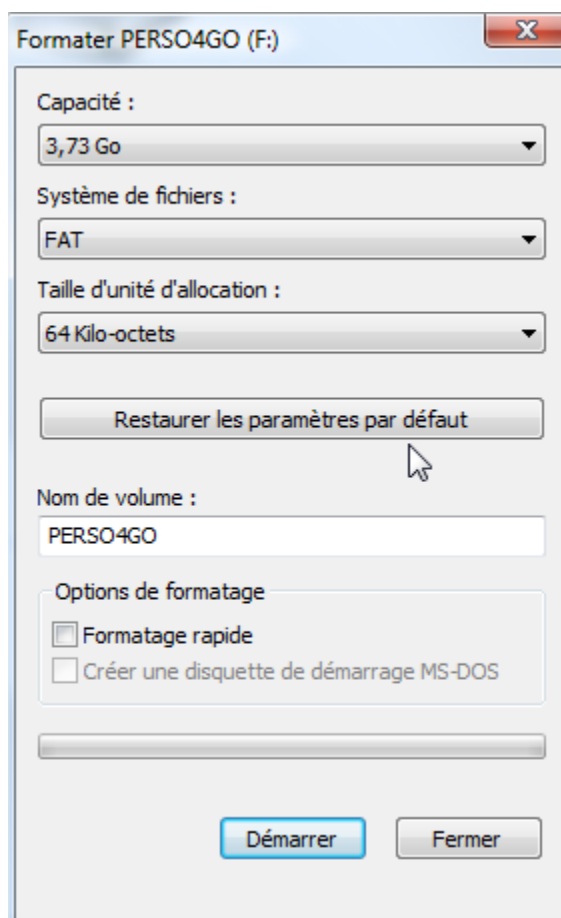 Formater PERSO4GO (F:)
Capacité :
3,73 Go
Système de fichiers :
FAT
Taille d'unité d'allocation :
64 Kilo-octets
Restaurer les paramètres par défaut
Nom de volume :
PERSO4GO
Options de formatage
Formatage rapide
Créer une disquette de démarrage MS-DOS
Démarrer Fermer